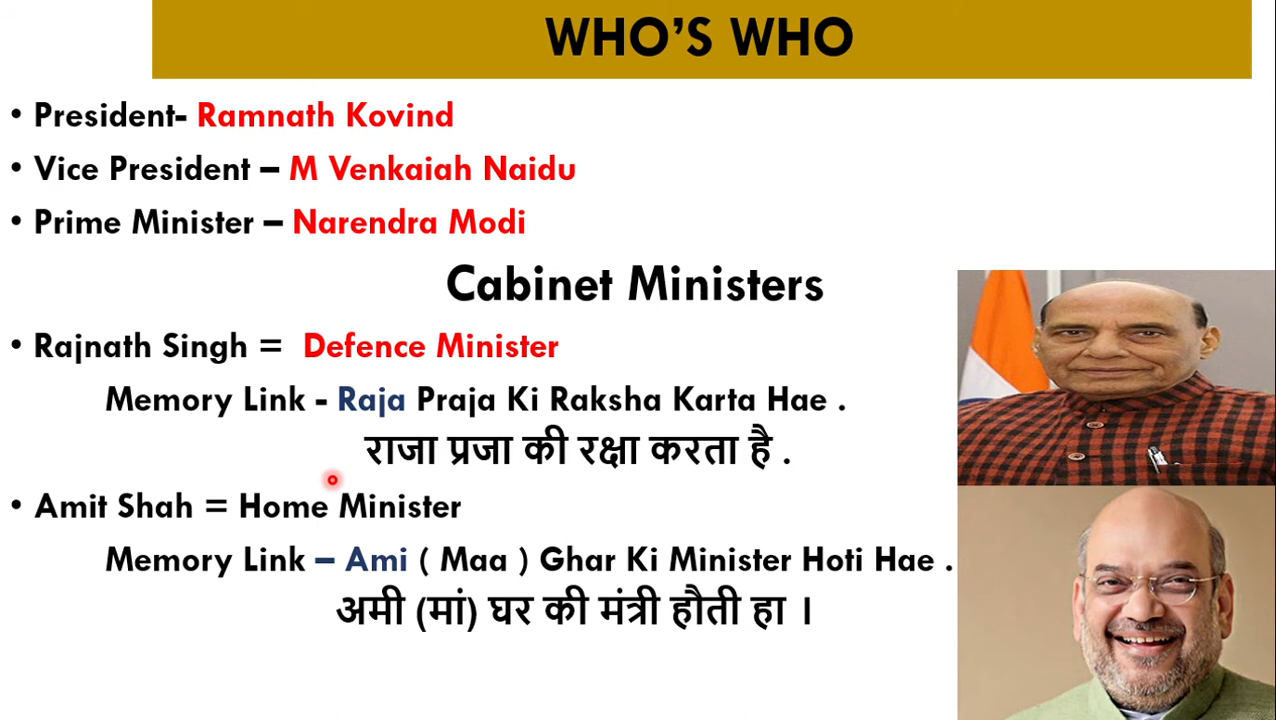 WHO’S WHO
• President- Ramnath Kovind
• Vice President – M Venkaiah Naidu
• Prime Minister – Narendra Modi
Cabinet Ministers
• Rajnath Singh = Defence Minister
Memory Link - Raja Praja Ki Raksha Karta Hae .
राजा प्रजा की रक्षा करता है .
• Amit Shah = Home Minister
Memory Link – Ami ( Maa ) Ghar Ki Minister Hoti Hae .
अमी (मां) घर की मंत्री हौती हा ।